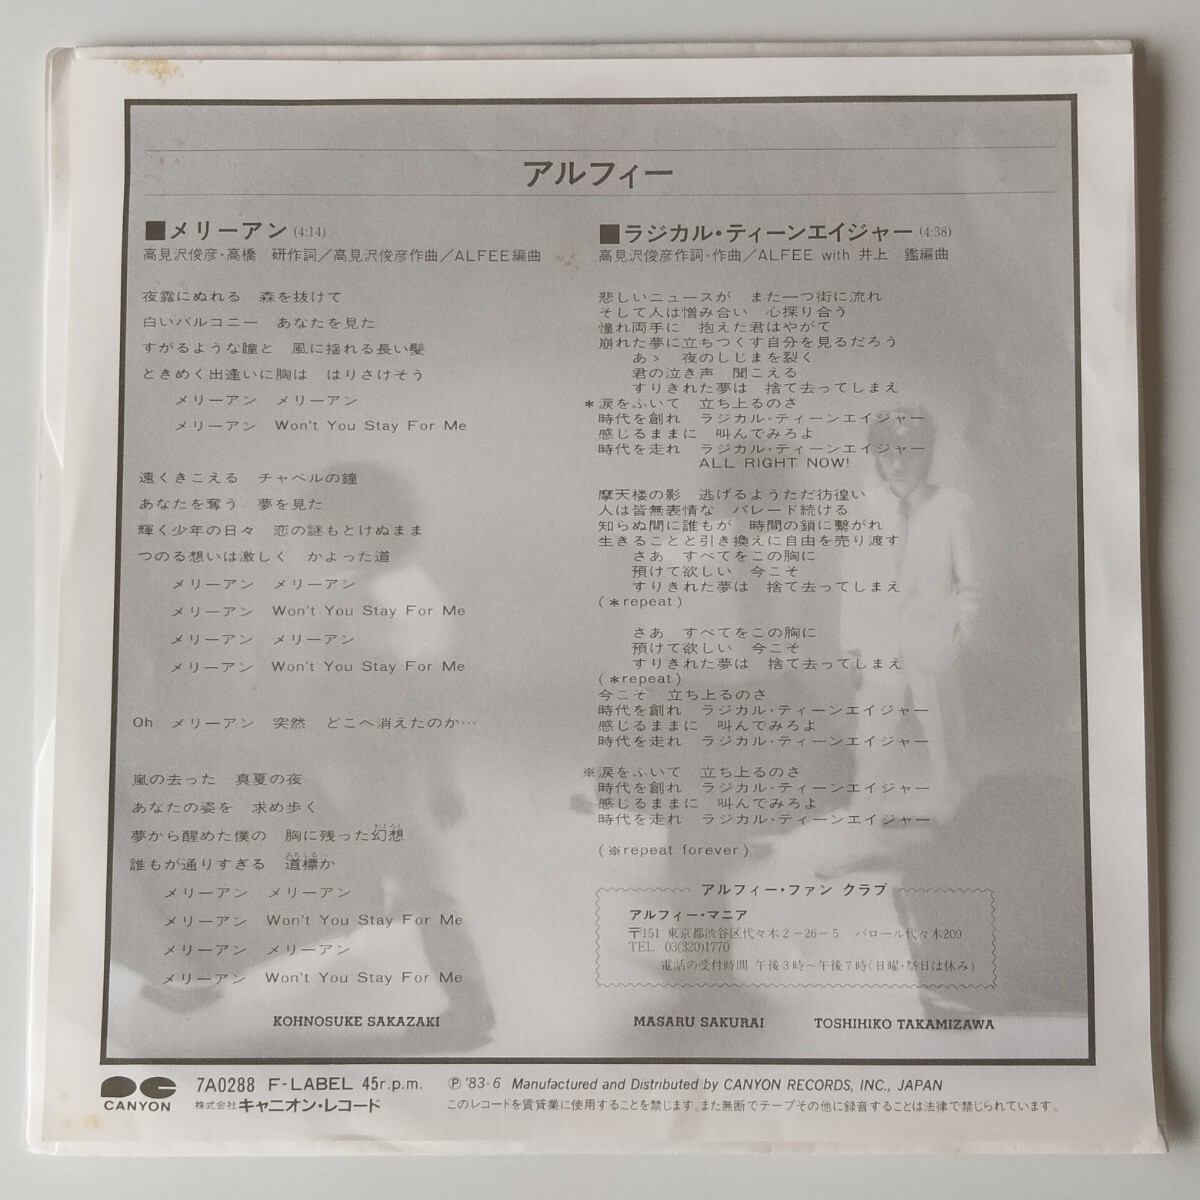 アルフィー
■メリーアン (4:14)
高見沢俊彦・高橋　研作詞／高見沢俊彦作曲／ALFEE編曲
夜露にぬれる　森を抜けて
白いバルコニー　あなたを見た
すがるような瞳と　風に揺れる長い髪
ときめく出逢いに胸は　はりさけそう
メリーアン　メリーアン
メリーアン　Won't You Stay For Me
遠くきこえる　チャペルの鐘
あなたを奪う　夢を見た
輝く少年の日々　恋の謎もとけぬまま
つのる想いは激しく　かよった道
メリーアン　メリーアン
メリーアン　Won't You Stay For Me
メリーアン　メリーアン
メリーアン　Won't You Stay For Me
Oh　メリーアン　突然　どこへ消えたのか…
嵐の去った　真夏の夜
あなたの姿を　求め歩く
夢から醒めた僕の　胸に残った幻想
誰もが通りすぎる　道標か
メリーアン　メリーアン
メリーアン　Won't You Stay For Me
メリーアン　メリーアン
メリーアン　Won't You Stay For Me
■ラジカル・ティーンエイジャー (4:38)
高見沢俊彦作詞・作曲／ALFEE with 井上　鑑編曲
悲しいニュースが　また一つ街に流れ
そして人は憎み合い　心探り合う
憧れ両手に　抱えた君はやがて
崩れた夢に立ちつくす自分を見るだろう
あゝ　夜のしじまを裂く
君の泣き声　聞こえる
すりきれた夢は　捨て去ってしまえ
＊涙をふいて　立ち上るのさ
時代を創れ　ラジカル・ティーンエイジャー
感じるままに　叫んでみろよ
時代を走れ　ラジカル・ティーンエイジャー
ALL RIGHT NOW!
摩天楼の影　逃げるようただ彷徨い
人は皆無表情な　パレード続ける
知らぬ間に誰もが　時間の鎖に繋がれ
生きることと引き換えに自由を売り渡す
さあ　すべてをこの胸に
預けて欲しい　今こそ
すりきれた夢は　捨て去ってしまえ
(＊repeat)
さあ　すべてをこの胸に
預けて欲しい　今こそ
すりきれた夢は　捨て去ってしまえ
(＊repeat)
今こそ　立ち上るのさ
時代を創れ　ラジカル・ティーンエイジャー
感じるままに　叫んでみろよ
時代を走れ　ラジカル・ティーンエイジャー
※涙をふいて　立ち上るのさ
時代を創れ　ラジカル・ティーンエイジャー
感じるままに　叫んでみろよ
時代を走れ　ラジカル・ティーンエイジャー
(※repeat forever)
アルフィー・ファン クラブ
アルフィー・マニア
〒151 東京都渋谷区代々木2－26－5　パロール代々木209
TEL 03(320)1770
電話の受付時間 午後3時～午後7時(日曜・祭日は休み)
KOHNOSUKE SAKAZAKI
MASARU SAKURAI
TOSHIHIKO TAKAMIZAWA
CANYON
7A0288 F-LABEL 45r.p.m.
株式会社 キャニオン・レコード
Ⓟ '83・6 Manufactured and Distributed by CANYON RECORDS, INC., JAPAN
このレコードを賃貸業に使用することを禁じます。また無断でテープその他に録音することは法律で禁じられています。